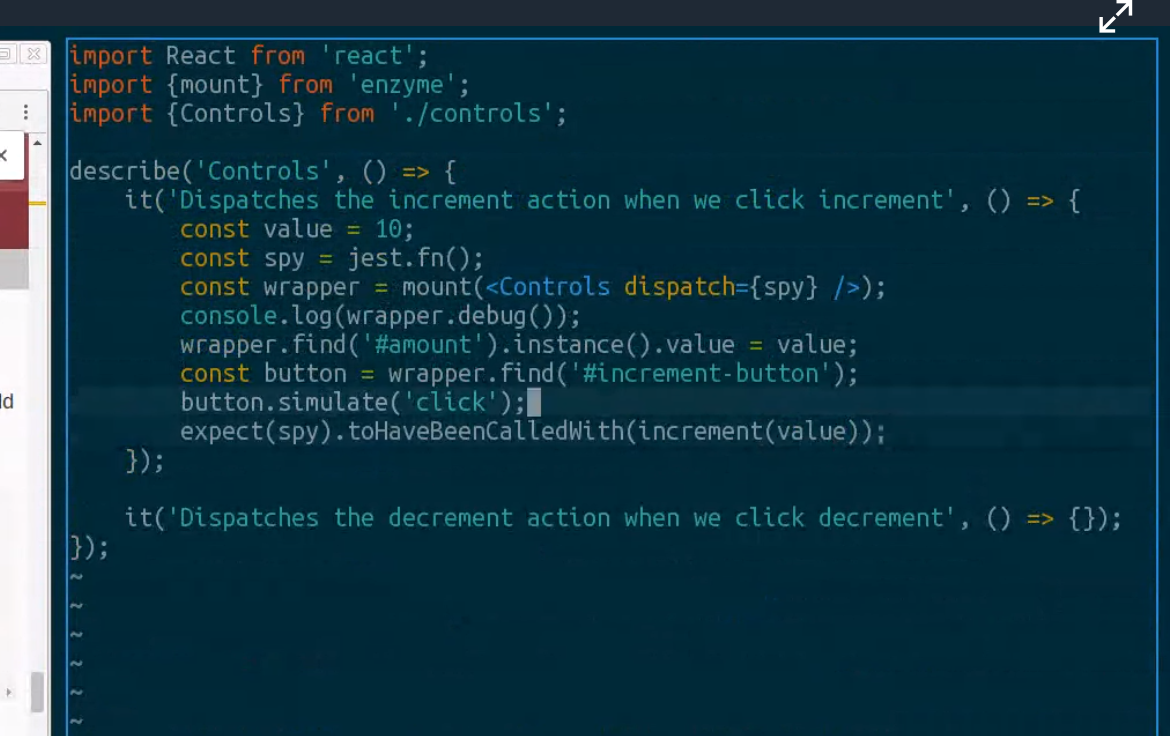 import React from 'react';
import {mount} from 'enzyme';
import {Controls} from './controls';
describe('Controls', () => {
    it('Dispatches the increment action when we click increment', () => {
        const value = 10;
        const spy = jest.fn();
        const wrapper = mount(<Controls dispatch={spy} />);
        console.log(wrapper.debug());
        wrapper.find('#amount').instance().value = value;
        const button = wrapper.find('#increment-button');
        button.simulate('click');
        expect(spy).toHaveBeenCalledWith(increment(value));
    });
    it('Dispatches the decrement action when we click decrement', () => {});
});
~
~
~
~
~
~